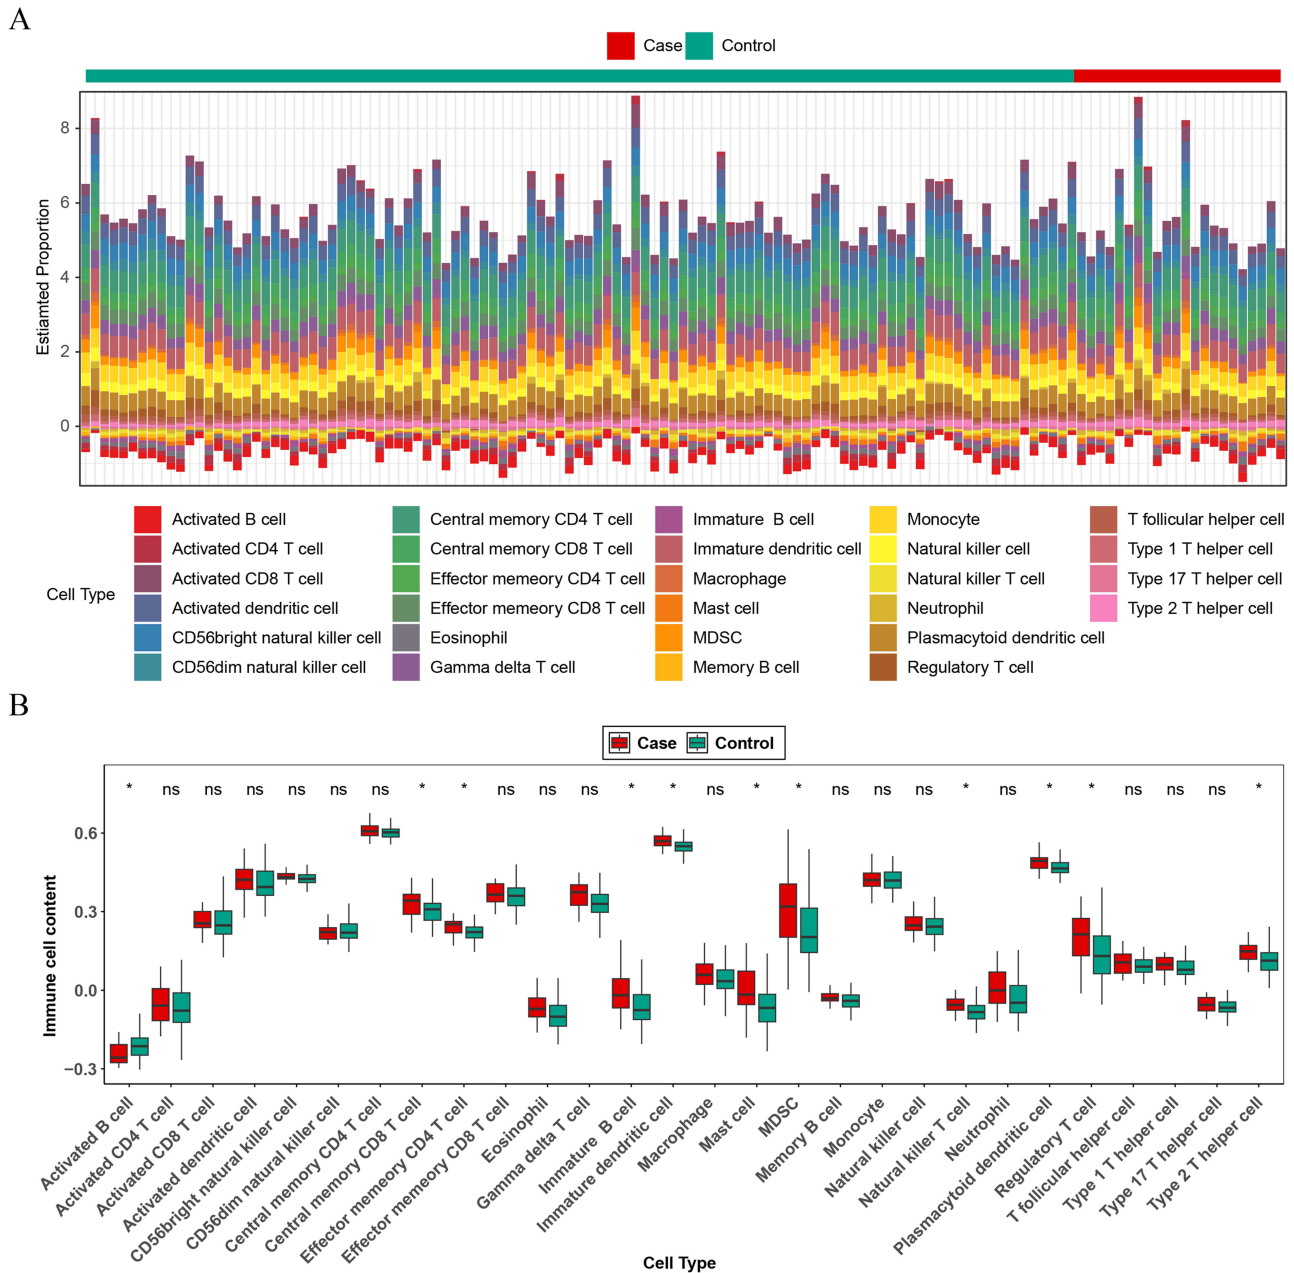 A
Case Control
Estiamted Proportion
8
6
4
2
0
Cell Type
Activated B cell
Activated CD4 T cell
Activated CD8 T cell
Activated dendritic cell
CD56bright natural killer cell
CD56dim natural killer cell
Central memory CD4 T cell
Central memory CD8 T cell
Effector memeory CD4 T cell
Effector memeory CD8 T cell
Eosinophil
Gamma delta T cell
Immature  B cell
Immature dendritic cell
Macrophage
Mast cell
MDSC
Memory B cell
Monocyte
Natural killer cell
Natural killer T cell
Neutrophil
Plasmacytoid dendritic cell
Regulatory T cell
T follicular helper cell
Type 1 T helper cell
Type 17 T helper cell
Type 2 T helper cell
B
Case Control
* ns ns ns ns ns ns * * ns ns ns * * ns * * ns ns ns * ns * * ns ns ns *
Immune cell content
0.6
0.3
0.0
−0.3
Activated B cell
Activated CD4 T cell
Activated CD8 T cell
Activated dendritic cell
CD56bright natural killer cell
CD56dim natural killer cell
Central memory CD4 T cell
Central memory CD8 T cell
Effector memeory CD4 T cell
Effector memeory CD8 T cell
Eosinophil
Gamma delta T cell
Immature  B cell
Immature dendritic cell
Macrophage
Mast cell
MDSC
Memory B cell
Monocyte
Natural killer cell
Natural killer T cell
Neutrophil
Plasmacytoid dendritic cell
Regulatory T cell
T follicular helper cell
Type 1 T helper cell
Type 17 T helper cell
Type 2 T helper cell
Cell Type